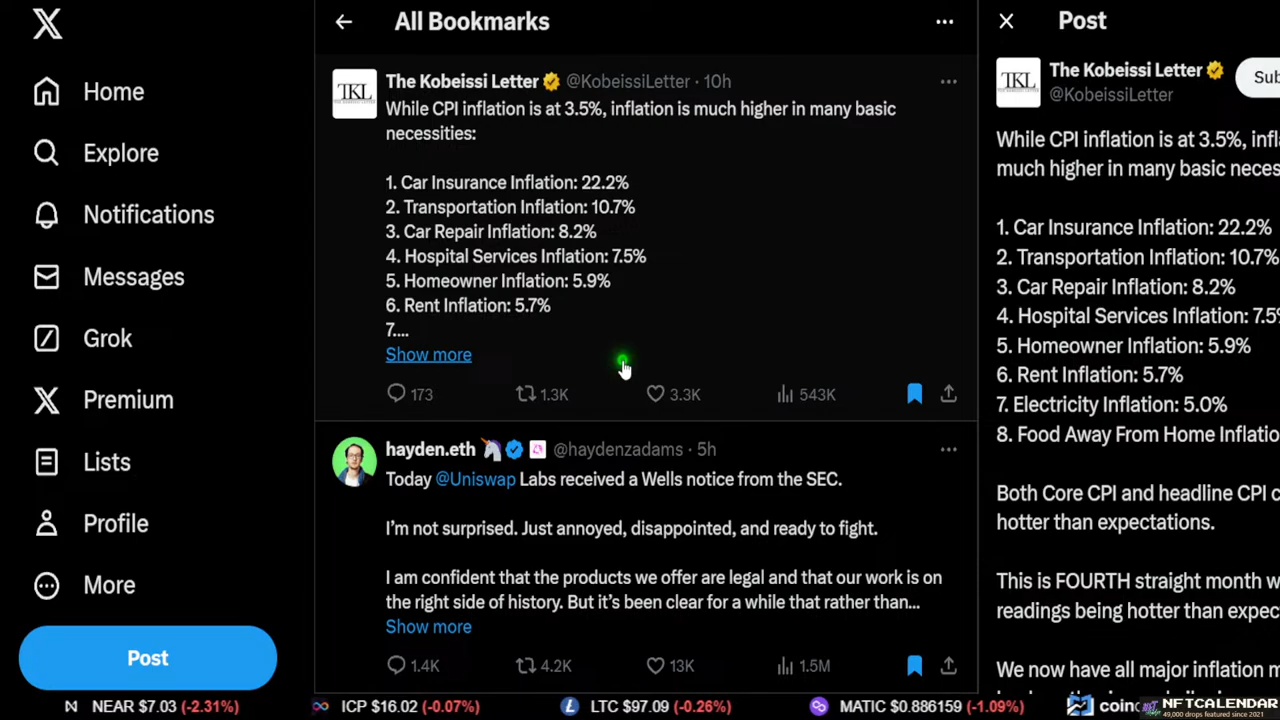 Home
Explore
Notifications
Messages
Grok
Premium
Lists
Profile
More
Post
All Bookmarks
TKL
The Kobeissi Letter @KobeissiLetter · 10h
While CPI inflation is at 3.5%, inflation is much higher in many basic
necessities:
1. Car Insurance Inflation: 22.2%
2. Transportation Inflation: 10.7%
3. Car Repair Inflation: 8.2%
4. Hospital Services Inflation: 7.5%
5. Homeowner Inflation: 5.9%
6. Rent Inflation: 5.7%
7....
Show more
173 1.3K 3.3K 543K
hayden.eth @haydenzadams · 5h
Today @Uniswap Labs received a Wells notice from the SEC.
I'm not surprised. Just annoyed, disappointed, and ready to fight.
I am confident that the products we offer are legal and that our work is on
the right side of history. But it's been clear for a while that rather than...
Show more
1.4K 4.2K 13K 1.5M
Post
TKL
The Kobeissi Letter
@KobeissiLetter
Sub
While CPI inflation is at 3.5%, infl
much higher in many basic neces
1. Car Insurance Inflation: 22.2%
2. Transportation Inflation: 10.7%
3. Car Repair Inflation: 8.2%
4. Hospital Services Inflation: 7.5%
5. Homeowner Inflation: 5.9%
6. Rent Inflation: 5.7%
7. Electricity Inflation: 5.0%
8. Food Away From Home Inflatio
Both Core CPI and headline CPI c
hotter than expectations.
This is FOURTH straight month w
readings being hotter than expec
We now have all major inflation m
NEAR $7.03 (-2.31%) ICP $16.02 (-0.07%) LTC $97.09 (-0.26%) MATIC $0.886159 (-1.09%) coin
NFTCALENDAR
49,000 drops featured since 2021